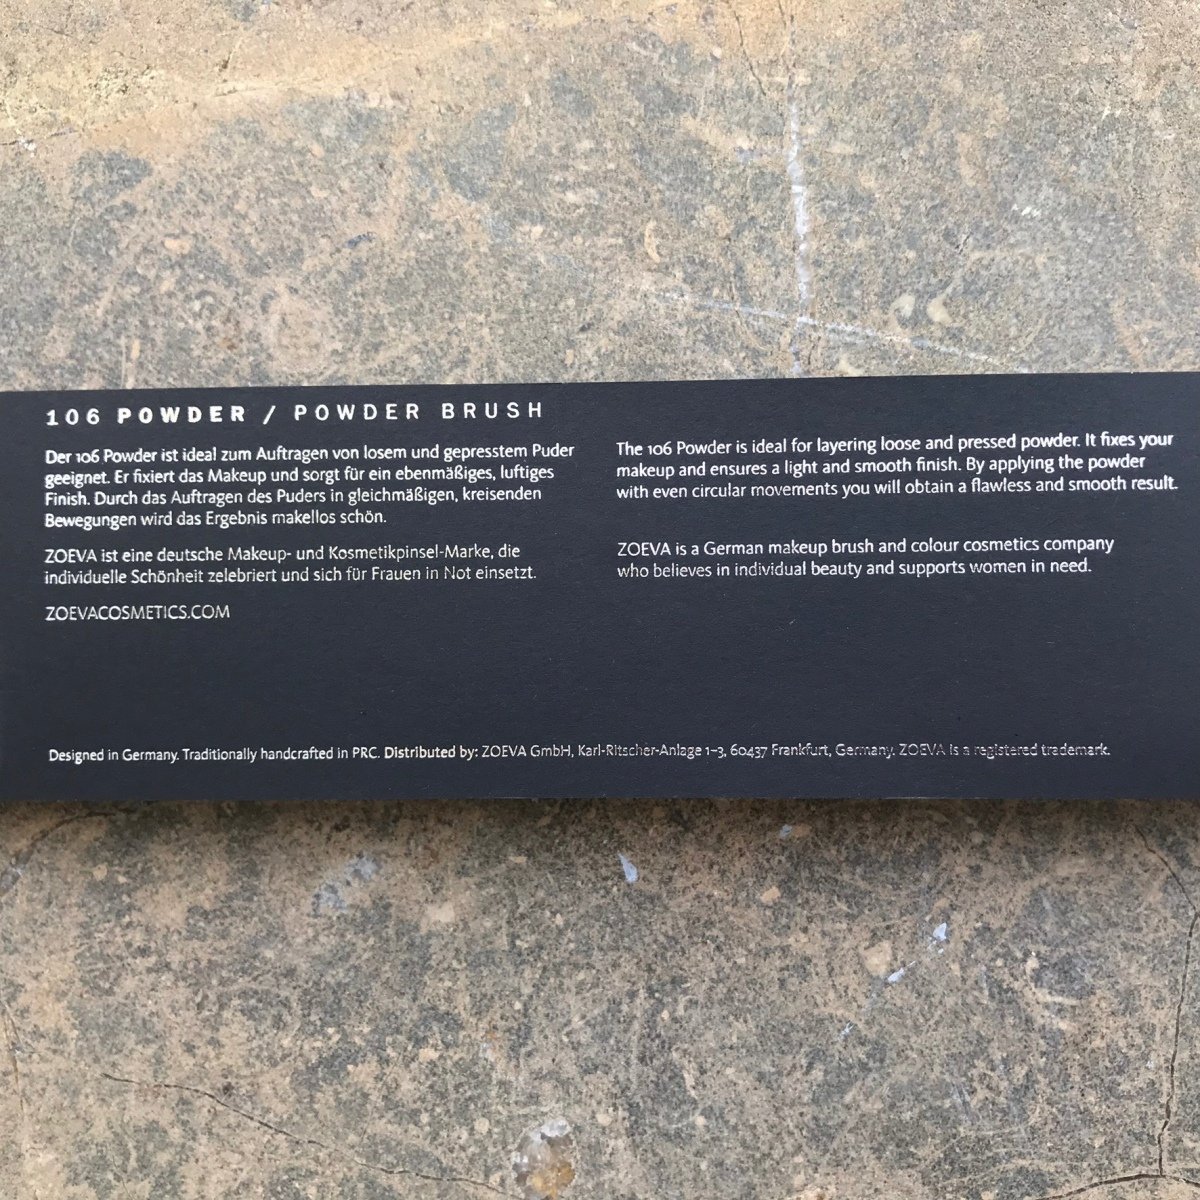 106 POWDER / POWDER BRUSH
Der 106 Powder ist ideal zum Auftragen von losem und gepresstem Puder
geeignet. Er fixiert das Makeup und sorgt für ein ebenmäßiges, luftiges
Finish. Durch das Auftragen des Puders in gleichmäßigen, kreisenden
Bewegungen wird das Ergebnis makellos schön.
ZOEVA ist eine deutsche Makeup- und Kosmetikpinsel-Marke, die
individuelle Schönheit zelebriert und sich für Frauen in Not einsetzt.
ZOEVACOSMETICS.COM
The 106 Powder is ideal for layering loose and pressed powder. It fixes your
makeup and ensures a light and smooth finish. By applying the powder
with even circular movements you will obtain a flawless and smooth result.
ZOEVA is a German makeup brush and colour cosmetics company
who believes in individual beauty and supports women in need.
Designed in Germany. Traditionally handcrafted in PRC. Distributed by: ZOEVA GmbH, Karl-Ritscher-Anlage 1–3, 60437 Frankfurt, Germany. ZOEVA is a registered trademark.